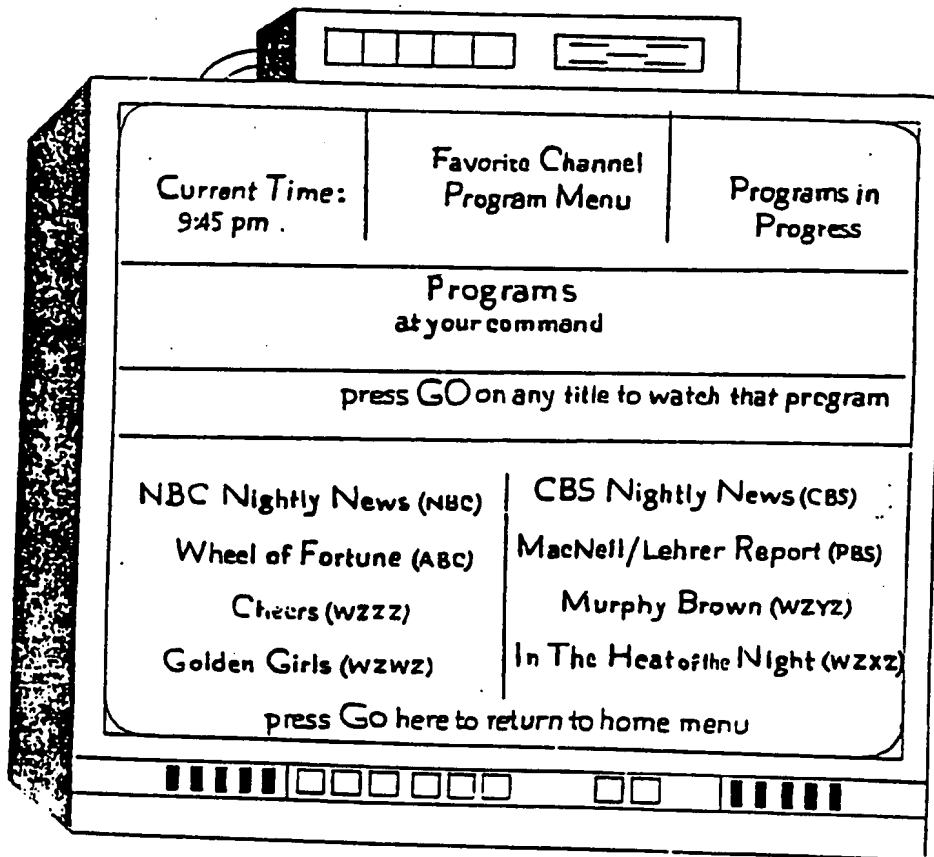 Current Time:
9:45 pm .
Favorite Channel
Program Menu
Programs in
Progress
Programs
at your command
press GO on any title to watch that program
NBC Nightly News (NBC)
Wheel of Fortune (ABC)
Cheers (WZZZ)
Golden Girls (WZWZ)
CBS Nightly News (CBS)
MacNeil/Lehrer Report (PBS)
Murphy Brown (WZYZ)
In The Heat of the Night (WZXZ)
press Go here to return to home menu